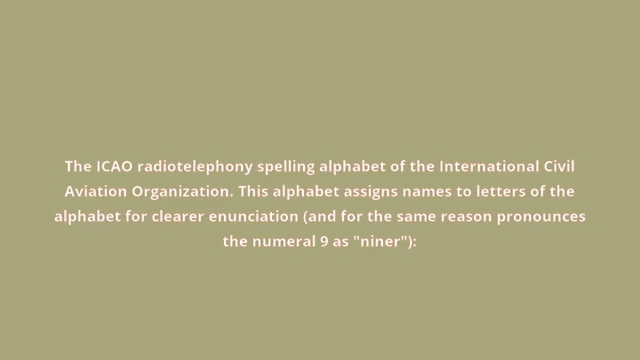 The ICAO radiotelephony spelling alphabet of the International Civil
Aviation Organization. This alphabet assigns names to letters of the
alphabet for clearer enunciation (and for the same reason pronounces
the numeral 9 as "niner"):